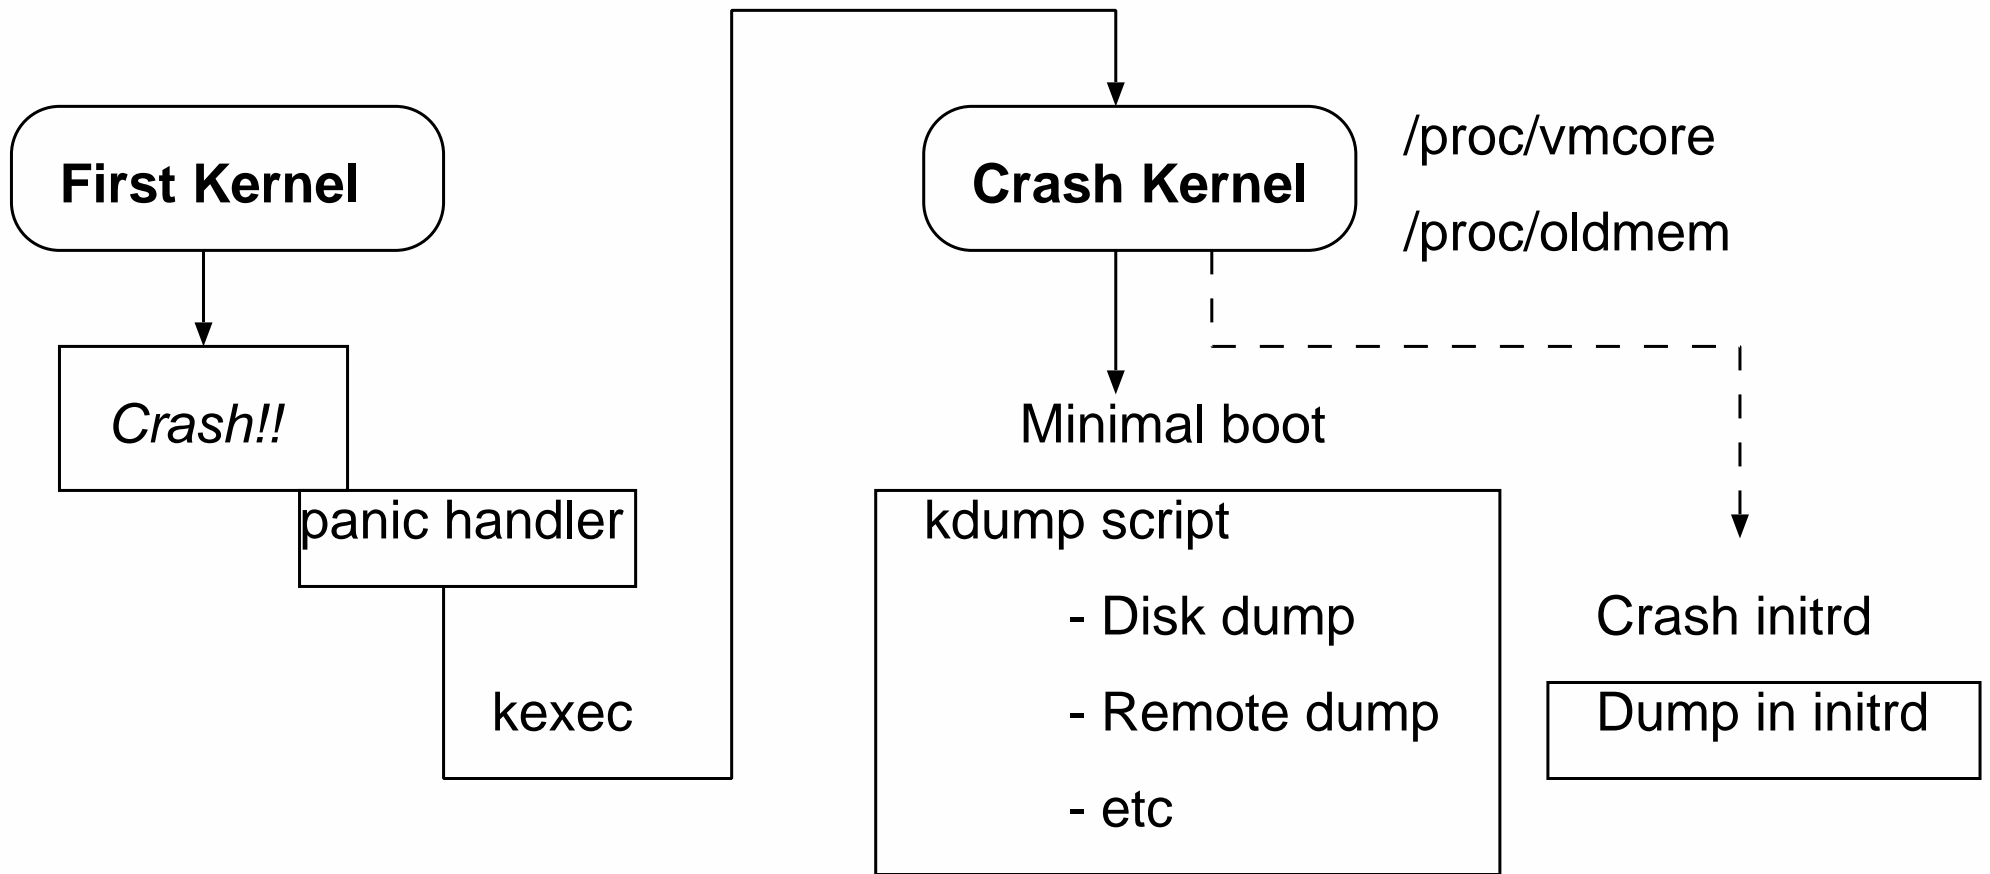 First Kernel
Crash!!
panic handler
kexec
Crash Kernel
/proc/vmcore
/proc/oldmem
Minimal boot
kdump script
- Disk dump
- Remote dump
- etc
Crash initrd
Dump in initrd